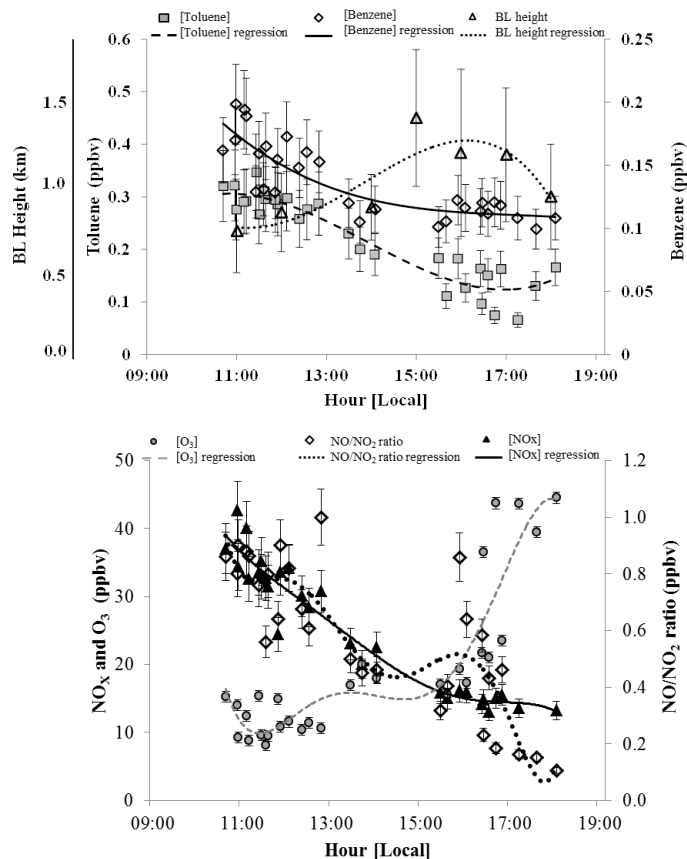 [Toluene] [Benzene] BL height
[Toluene] regression [Benzene] regression BL height regression
BL Height (km)
1.5
1.0
0.5
0.0
Toluene (ppbv)
0.6
0.5
0.4
0.3
0.2
0.1
0
Benzene (ppbv)
0.25
0.2
0.15
0.1
0.05
0
09:00 11:00 13:00 15:00 17:00 19:00
Hour [Local]
[O₃] NO/NO₂ ratio [NOx]
[O₃] regression NO/NO₂ ratio regression [NOx] regression
NOX and O₃ (ppbv)
50
40
30
20
10
0
NO/NO₂ ratio (ppbv)
1.2
1.0
0.8
0.6
0.4
0.2
0.0
09:00 11:00 13:00 15:00 17:00 19:00
Hour [Local]